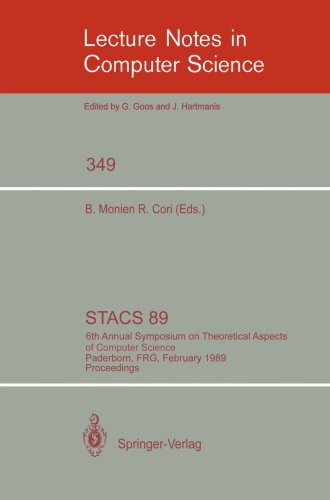 Lecture Notes in
Computer Science
Edited by G. Goos and J. Hartmanis
349
B. Monien R. Cori (Eds.)
STACS 89
6th Annual Symposium on Theoretical Aspects
of Computer Science
Paderborn, FRG, February 1989
Proceedings
Springer-Verlag